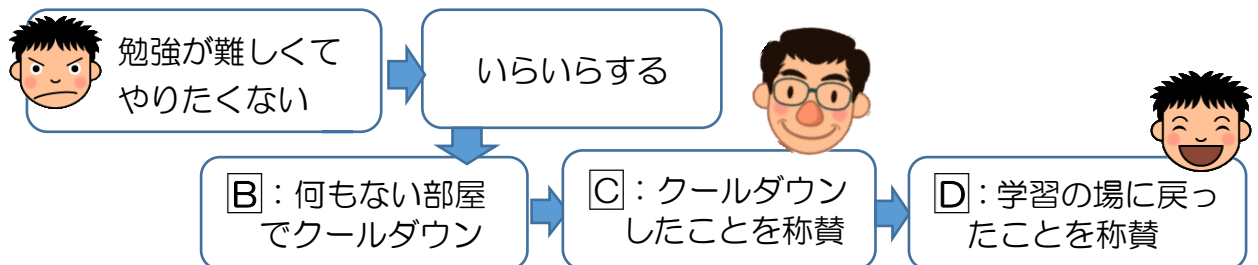 勉強が難しくて
やりたくない
いらいらする
B：何もない部屋
でクールダウン
C：クールダウン
したことを称賛
D：学習の場に戻っ
たことを称賛